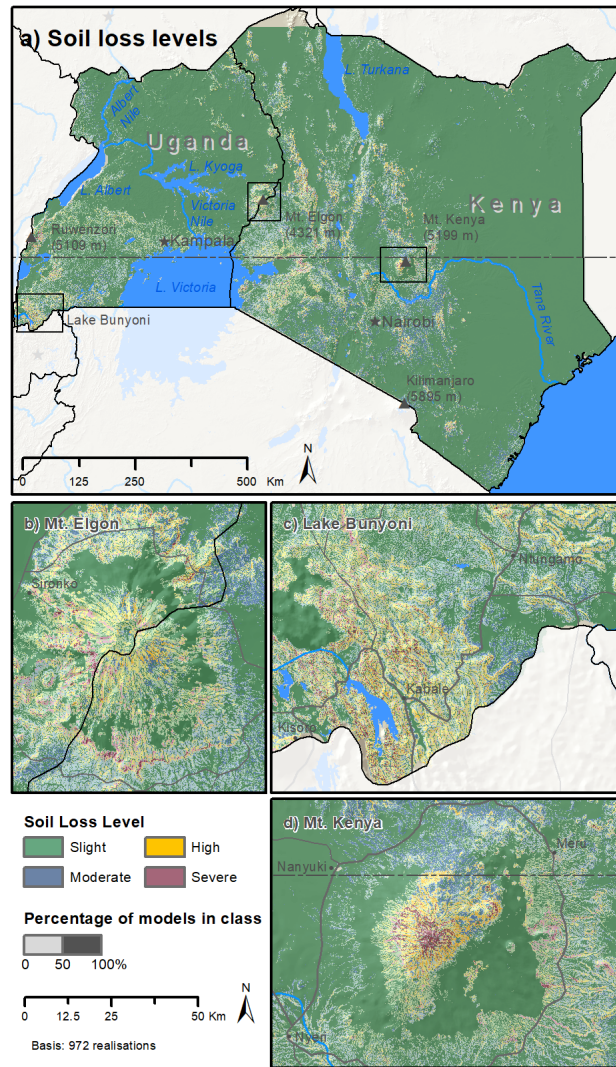 a) Soil loss levels
L. Turkana
Albert
Nile
Uganda
L. Kyoga
Kenya
L. Albert
Victoria
Nile
Mt. Elgon
(4321 m)
Mt. Kenya
(5199 m)
Ruwenzori
(5109 m)
Kampala
L. Victoria
Tana River
Lake Bunyoni
Nairobi
Kilimanjaro
(5895 m)
N
0 125 250 500 Km
b) Mt. Elgon
Sironko
c) Lake Bunyoni
Ntungamo
Kabale
Kisoro
Soil Loss Level
Slight High
Moderate Severe
Percentage of models in class
0 50 100%
N
0 12.5 25 50 Km
Basis: 972 realisations
d) Mt. Kenya
Meru
Nanyuki
Nyeri